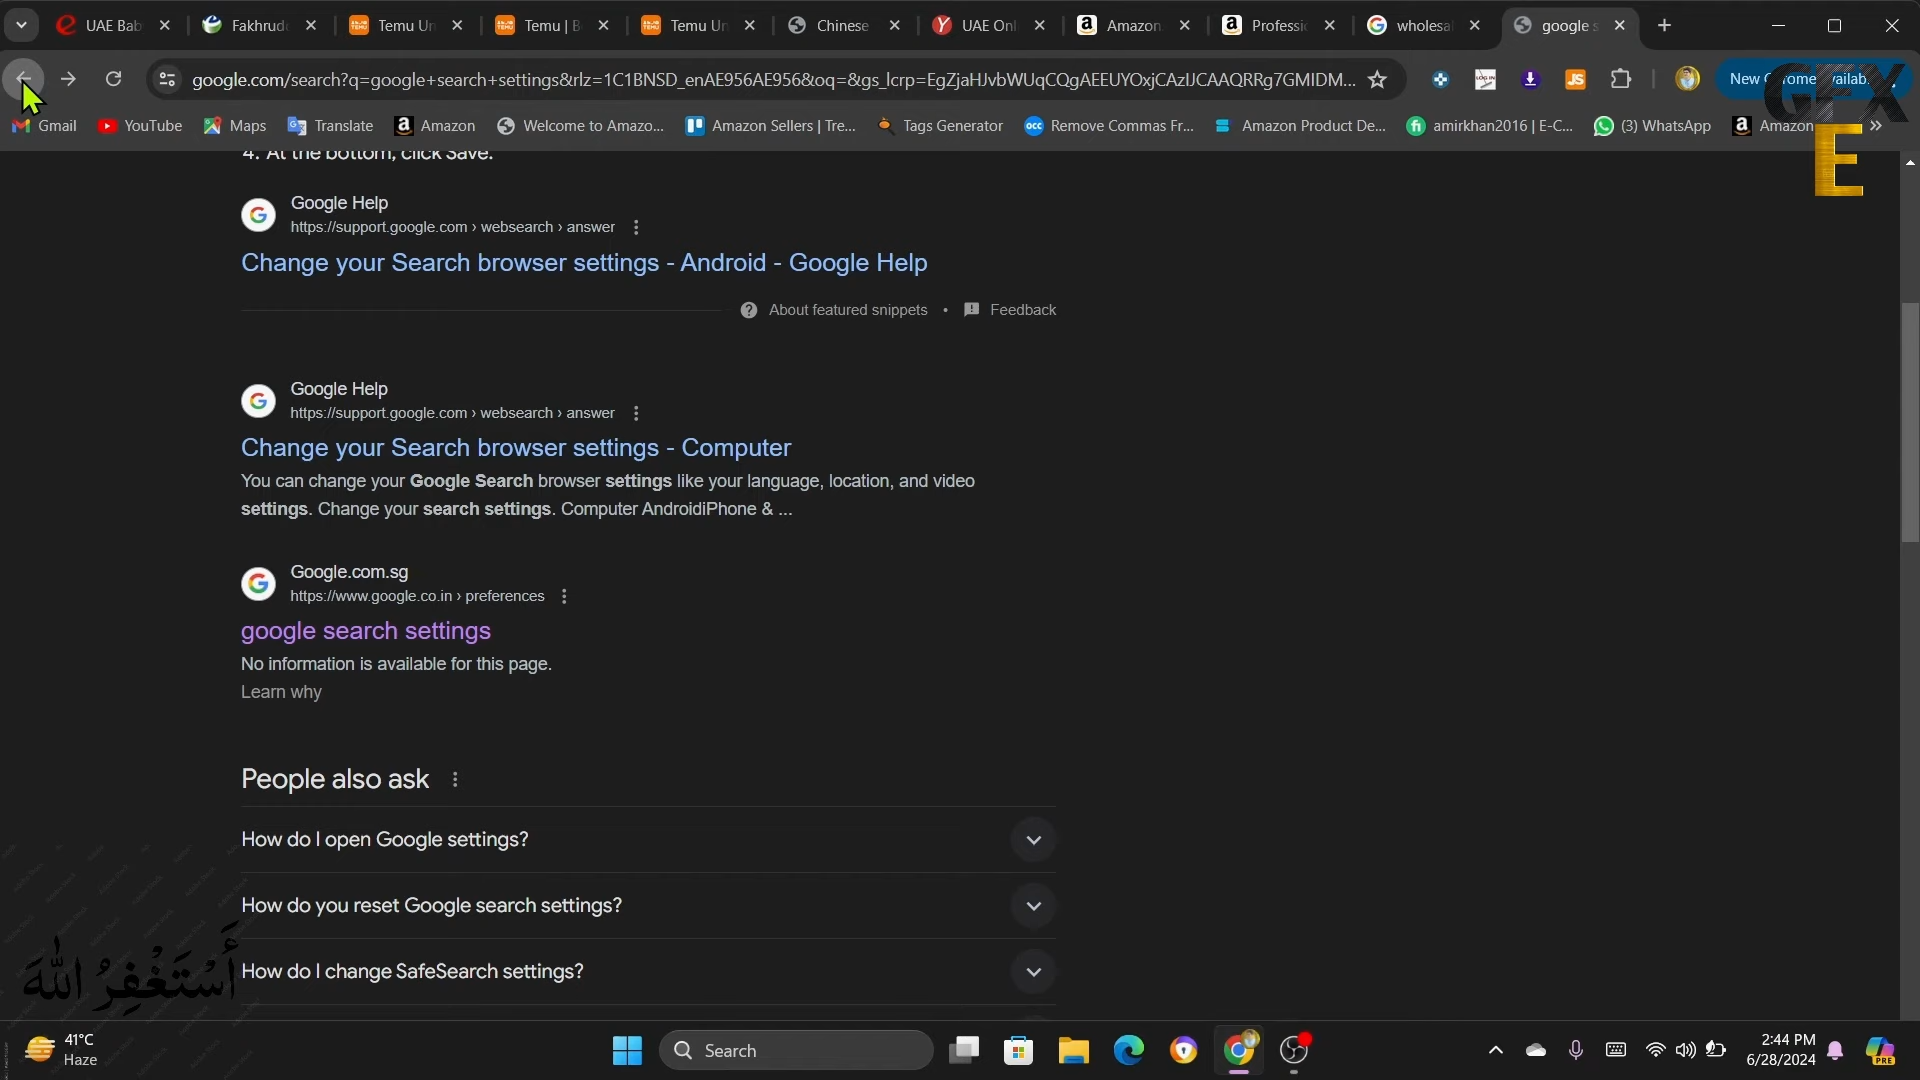 UAE Bab
Fakhrud
Temu Un
Temu | B
Temu Un
Chinese
UAE Onl
Amazon
Professio
wholesal
google s
google.com/search?q=google+search+settings&rlz=1C1BNSD_enAE956AE956&oq=&gs_lcrp=EgZjaHJvbWUqCQgAEEUYOxjCAzIJCAAQRRg7GMIDM...
LOG IN
JS
GFX
E
Gmail
YouTube
Maps
Translate
Amazon
Welcome to Amazo...
Amazon Sellers | Tre...
Tags Generator
Remove Commas Fr...
Amazon Product De...
amirkhan2016 | E-C...
(3) WhatsApp
Amazon
4. At the bottom, click Save.
Google Help
https://support.google.com › websearch › answer
Change your Search browser settings - Android - Google Help
About featured snippets • Feedback
Google Help
https://support.google.com › websearch › answer
Change your Search browser settings - Computer
You can change your Google Search browser settings like your language, location, and video
settings. Change your search settings. Computer AndroidiPhone & ...
Google.com.sg
https://www.google.co.in › preferences
google search settings
No information is available for this page.
Learn why
People also ask
How do I open Google settings?
How do you reset Google search settings?
How do I change SafeSearch settings?
أَسْتَغْفِرُ اللهَ
41°C
Haze
Search
2:44 PM
6/28/2024
PRE